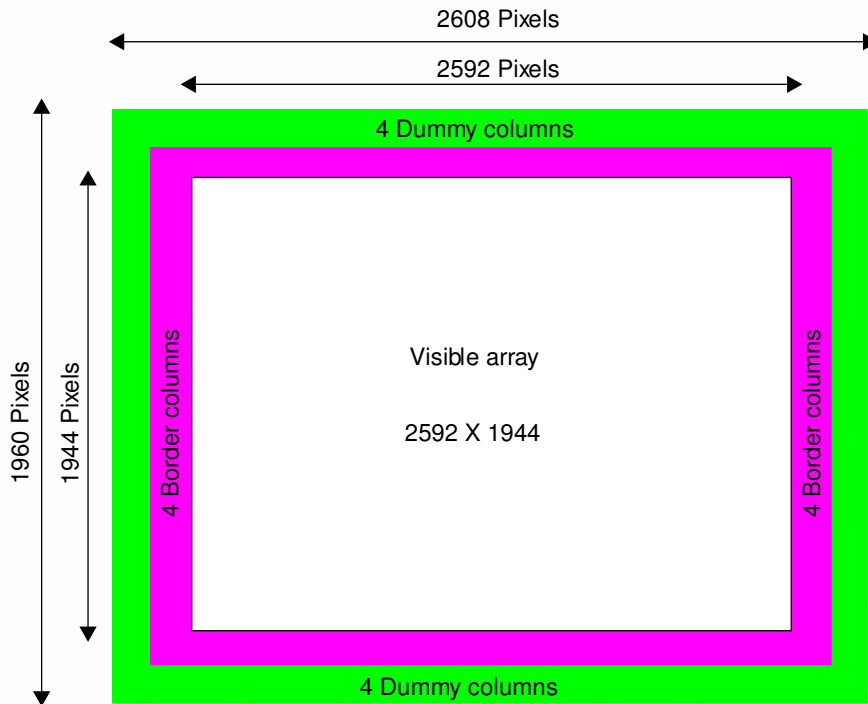 2608 Pixels
2592 Pixels
4 Dummy columns
1960 Pixels
1944 Pixels
4 Border columns
Visible array
2592 X 1944
4 Border columns
4 Dummy columns